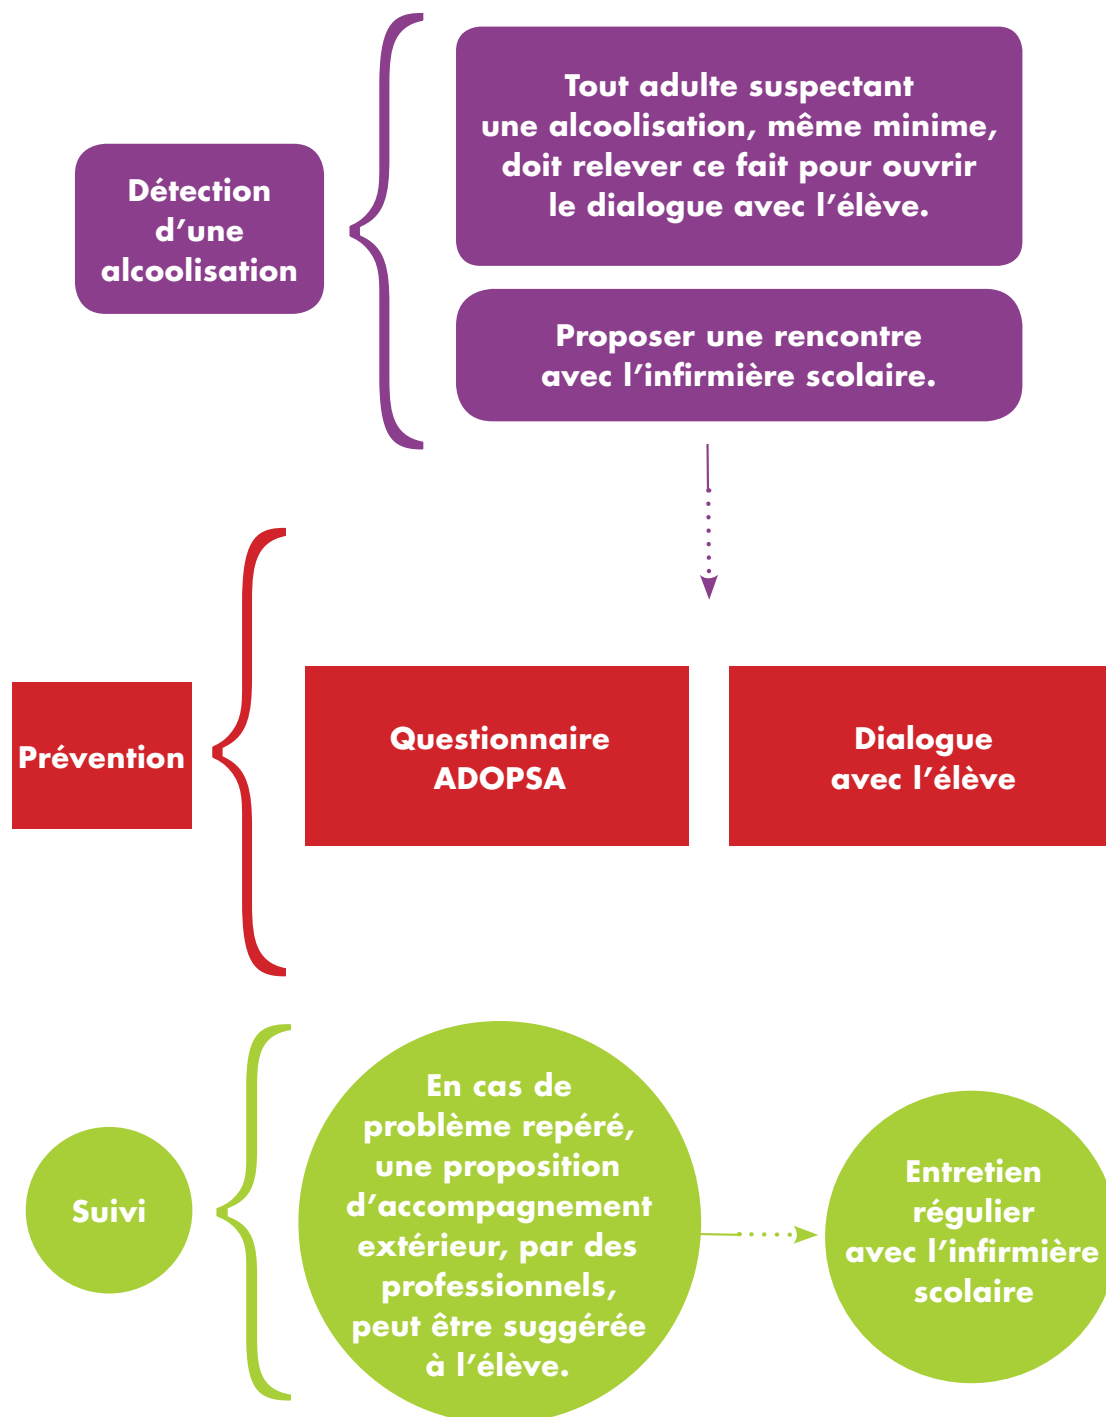 Détection
d’une
alcoolisation
Tout adulte suspectant
une alcoolisation, même minime,
doit relever ce fait pour ouvrir
le dialogue avec l’élève.
Proposer une rencontre
avec l’infirmière scolaire.
Prévention
Questionnaire
ADOPSA
Dialogue
avec l’élève
Suivi
En cas de
problème repéré,
une proposition
d’accompagnement
extérieur, par des
professionnels,
peut être suggérée
à l’élève.
Entretien
régulier
avec l’infirmière
scolaire